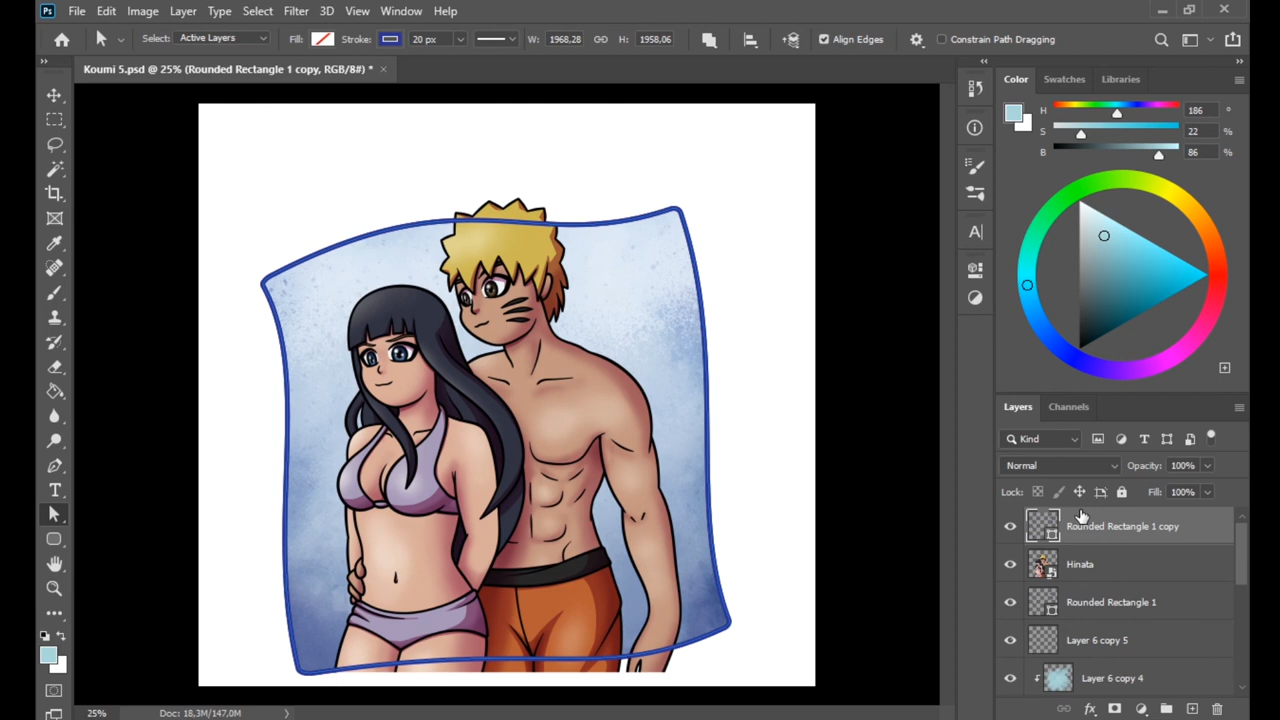 Ps File Edit Image Layer Type Select Filter 3D View Window Help
Select: Active Layers Fill: Stroke: 20 px W: 1968,28 H: 1958,06 Align Edges Constrain Path Dragging
Koumi 5.psd @ 25% (Rounded Rectangle 1 copy, RGB/8#) * ×
Color Swatches Libraries
H 186 °
S 22 %
B 86 %
Layers Channels
Kind
Normal Opacity: 100%
Lock: Fill: 100%
Rounded Rectangle 1 copy
Hinata
Rounded Rectangle 1
Layer 6 copy 5
Layer 6 copy 4
25% Doc: 18,3M/147,0M